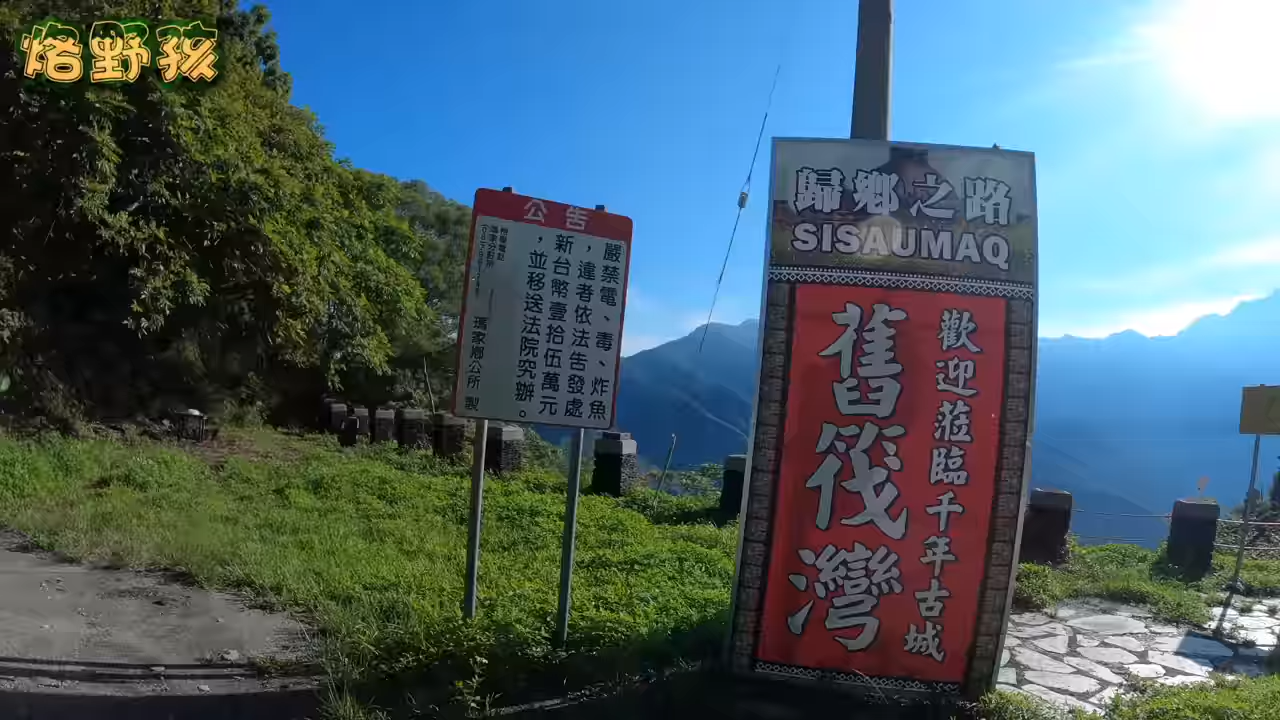 烙野孩
公告
嚴禁電、毒、炸魚
，違者依法告發處
新台幣壹拾伍萬元
，並移送法院究辦。
瑪家鄉公所 製
歸鄉之路
SISAUMAQ
歡迎蒞臨千年古城
舊筏灣